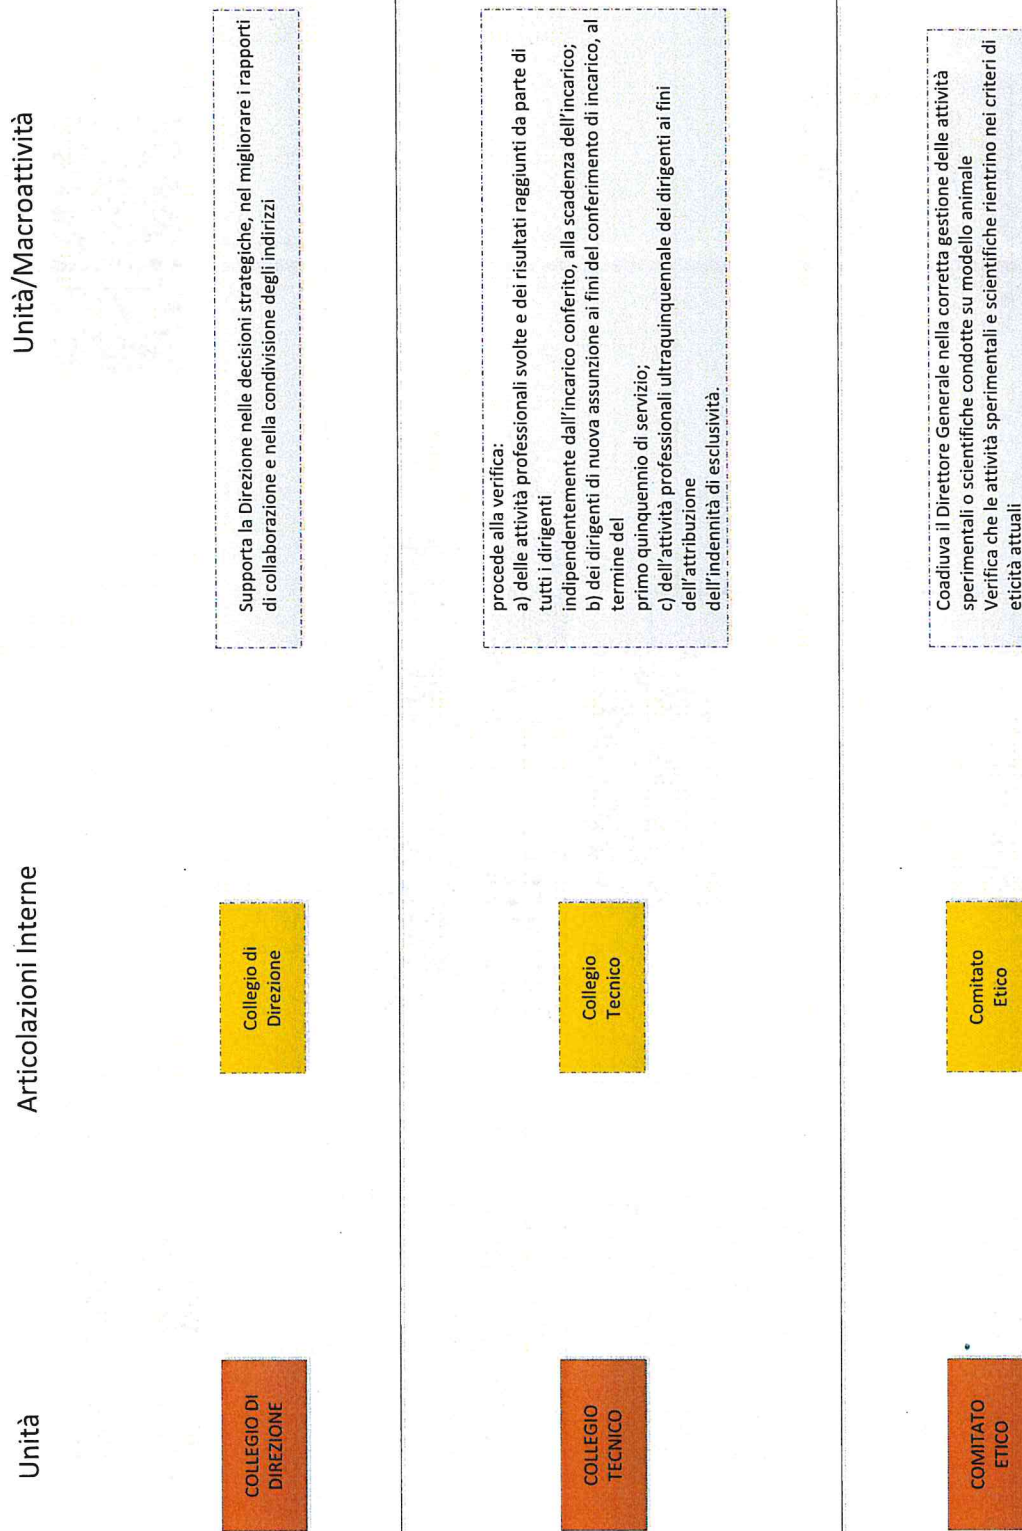 Unità
Articolazioni Interne
Unità/Macroattività
COLLEGIO DI
DIREZIONE
Collegio di
Direzione
Supporta la Direzione nelle decisioni strategiche, nel migliorare i rapporti
di collaborazione e nella condivisione degli indirizzi
COLLEGIO
TECNICO
Collegio
Tecnico
procede alla verifica:
a) delle attività professionali svolte e dei risultati raggiunti da parte di
tutti i dirigenti
indipendentemente dall'incarico conferito, alla scadenza dell'incarico;
b) dei dirigenti di nuova assunzione ai fini del conferimento di incarico, al
termine del
primo quinquennio di servizio;
c) dell'attività professionali ultraquinquennale dei dirigenti ai fini
dell'attribuzione
dell'indennità di esclusività.
COMITATO
ETICO
Comitato
Etico
Coadiuva il Direttore Generale nella corretta gestione delle attività
sperimentali o scientifiche condotte su modello animale
Verifica che le attività sperimentali e scientifiche rientrino nei criteri di
eticità attuali